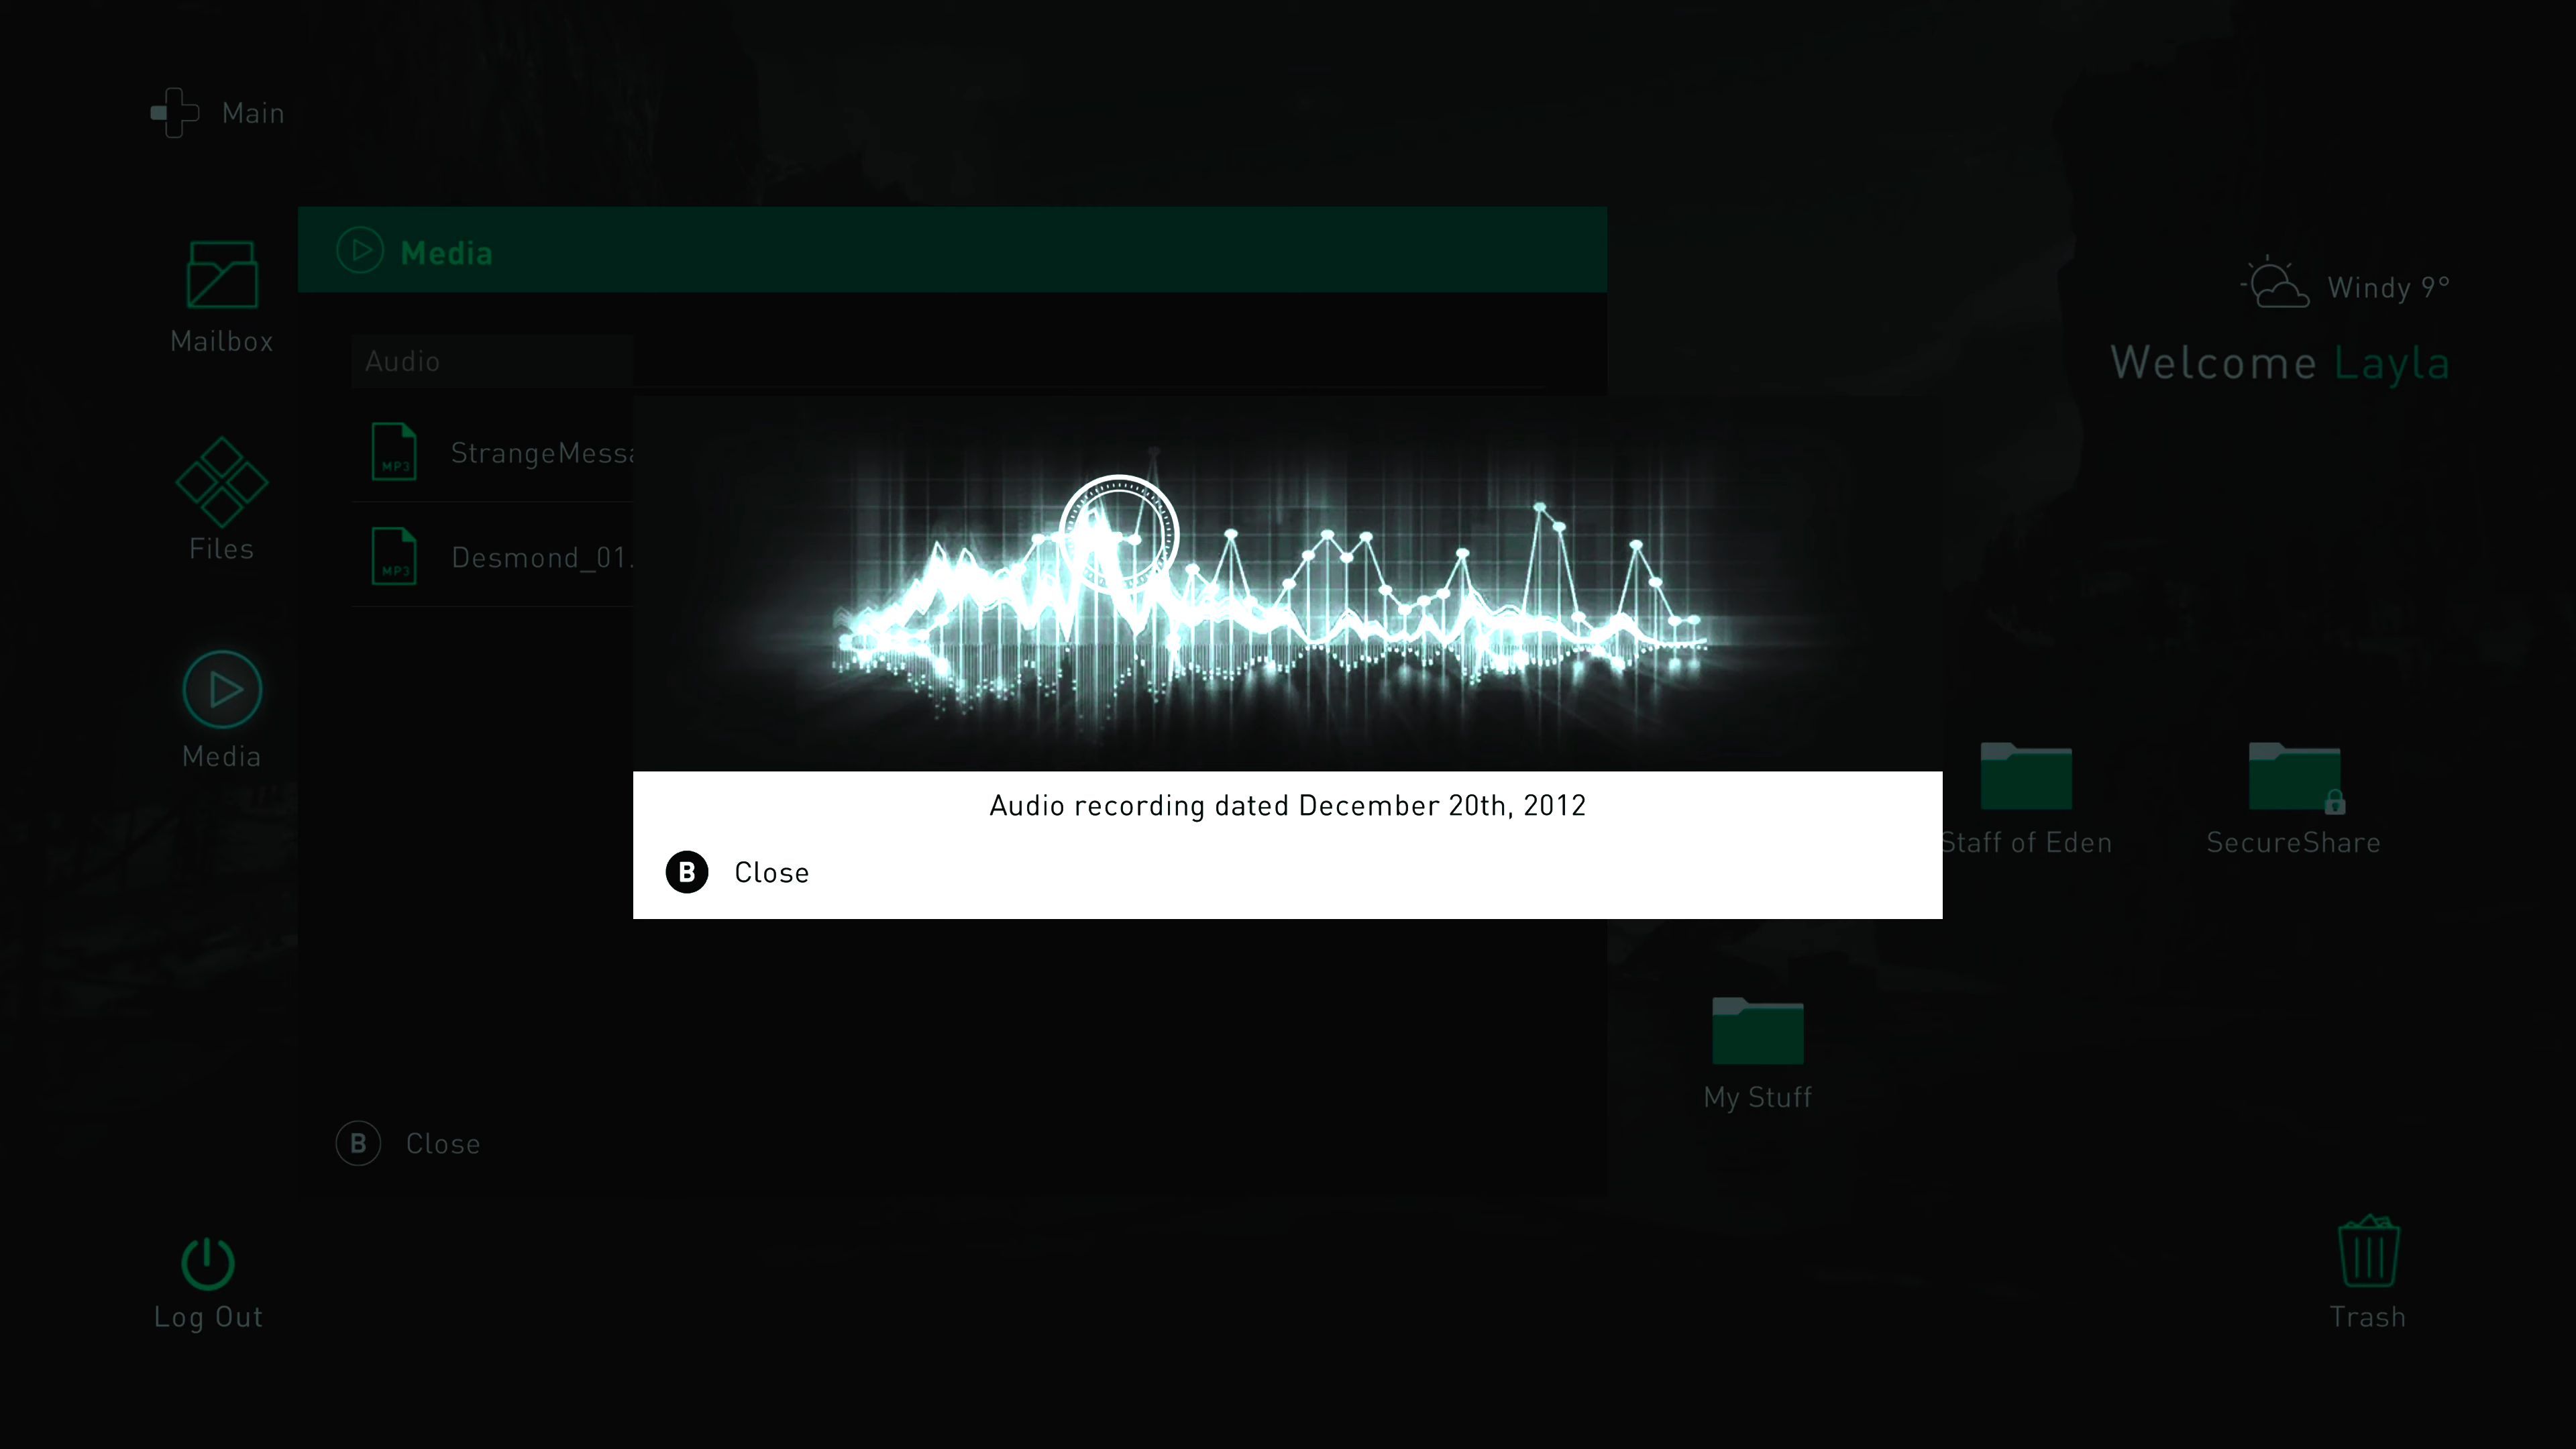 Main
Media
Mailbox
Audio
Windy 9°
Welcome Layla
MP3 StrangeMessa
Files
MP3 Desmond_01.
Media
Audio recording dated December 20th, 2012
B Close
Staff of Eden
SecureShare
My Stuff
B Close
Log Out
Trash